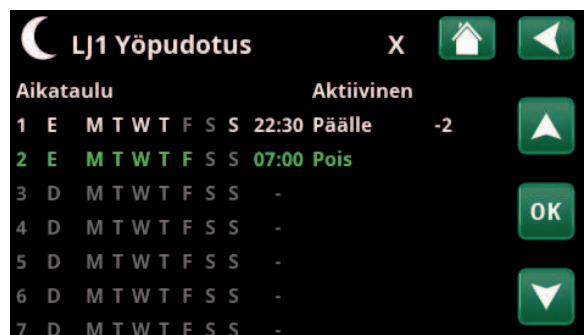 LJ1 Yöpudotus X
Aikataulu Aktiivinen
1 E M T W T F S S 22:30 Päälle -2
2 E M T W T F S S 07:00 Pois
3 D M T W T F S S -
4 D M T W T F S S -
OK
5 D M T W T F S S -
6 D M T W T F S S -
7 D M T W T F S S -